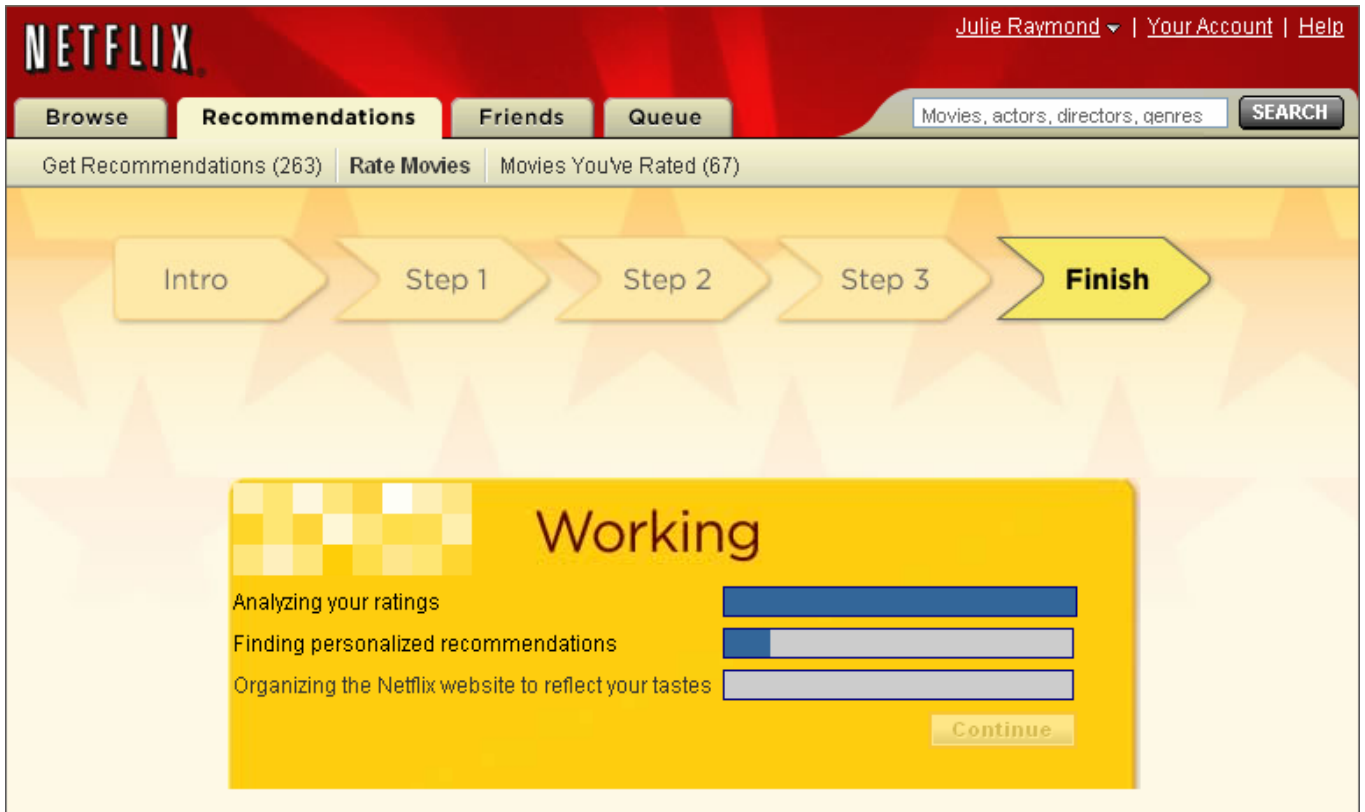 NETFLIX
Julie Raymond | Your Account | Help
Browse Recommendations Friends Queue Movies, actors, directors, genres SEARCH
Get Recommendations (263) Rate Movies Movies You've Rated (67)
Intro Step 1 Step 2 Step 3 Finish
Working
Analyzing your ratings
Finding personalized recommendations
Organizing the Netflix website to reflect your tastes
Continue